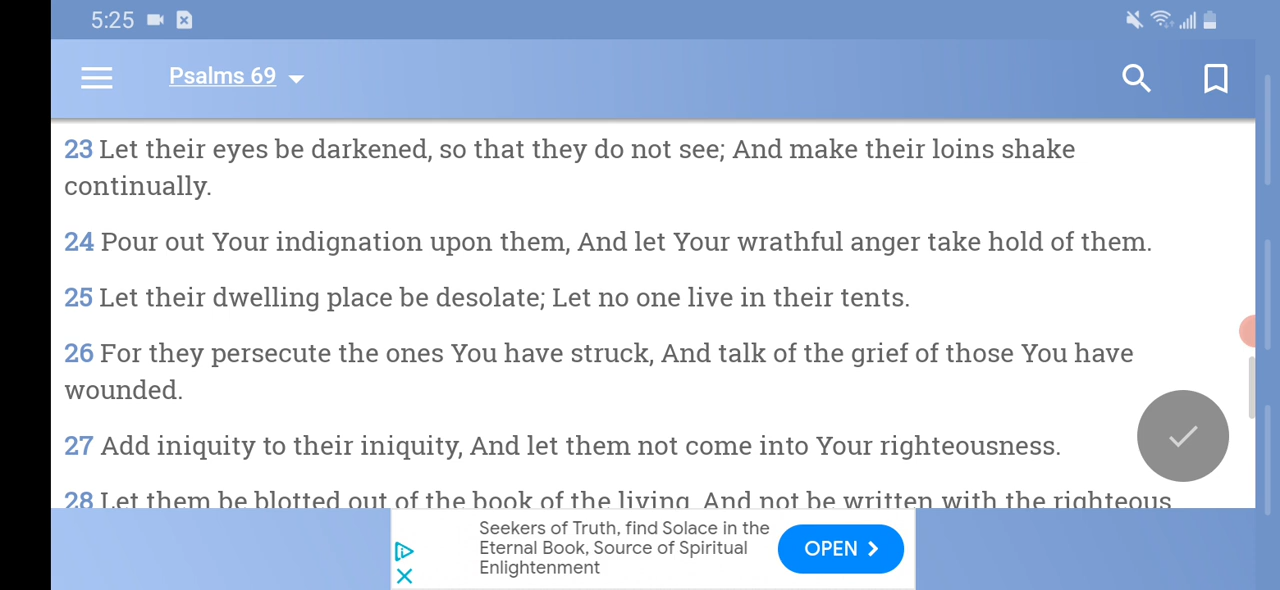 5:25
Psalms 69
23 Let their eyes be darkened, so that they do not see; And make their loins shake
continually.
24 Pour out Your indignation upon them, And let Your wrathful anger take hold of them.
25 Let their dwelling place be desolate; Let no one live in their tents.
26 For they persecute the ones You have struck, And talk of the grief of those You have
wounded.
27 Add iniquity to their iniquity, And let them not come into Your righteousness.
28 Let them be blotted out of the book of the living, And not be written with the righteous
Seekers of Truth, find Solace in the
Eternal Book, Source of Spiritual
Enlightenment
OPEN